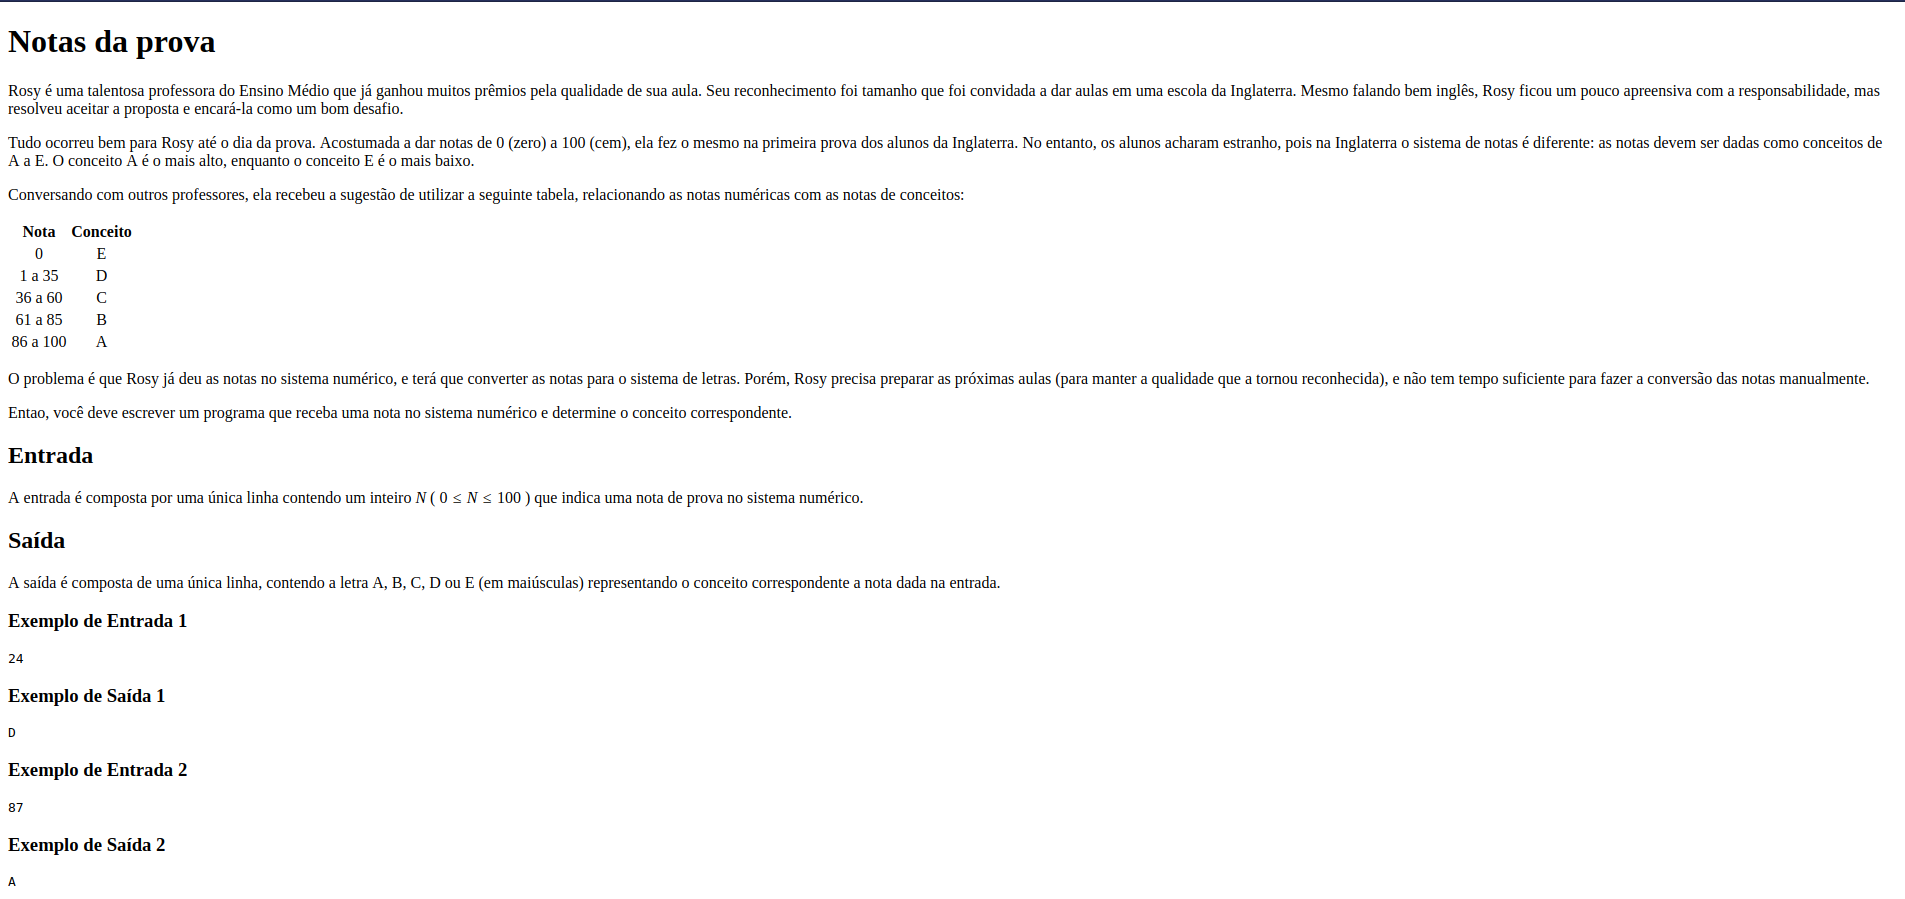 Notas da prova
Rosy é uma talentosa professora do Ensino Médio que já ganhou muitos prêmios pela qualidade de sua aula. Seu reconhecimento foi tamanho que foi convidada a dar aulas em uma escola da Inglaterra. Mesmo falando bem inglês, Rosy ficou um pouco apreensiva com a responsabilidade, mas
resolveu aceitar a proposta e encará-la como um bom desafio.
Tudo ocorreu bem para Rosy até o dia da prova. Acostumada a dar notas de 0 (zero) a 100 (cem), ela fez o mesmo na primeira prova dos alunos da Inglaterra. No entanto, os alunos acharam estranho, pois na Inglaterra o sistema de notas é diferente: as notas devem ser dadas como conceitos de
A a E. O conceito A é o mais alto, enquanto o conceito E é o mais baixo.
Conversando com outros professores, ela recebeu a sugestão de utilizar a seguinte tabela, relacionando as notas numéricas com as notas de conceitos:
Nota Conceito
0 E
1 a 35 D
36 a 60 C
61 a 85 B
86 a 100 A
O problema é que Rosy já deu as notas no sistema numérico, e terá que converter as notas para o sistema de letras. Porém, Rosy precisa preparar as próximas aulas (para manter a qualidade que a tornou reconhecida), e não tem tempo suficiente para fazer a conversão das notas manualmente.
Entao, você deve escrever um programa que receba uma nota no sistema numérico e determine o conceito correspondente.
Entrada
A entrada é composta por uma única linha contendo um inteiro N ( 0 ≤ N ≤ 100 ) que indica uma nota de prova no sistema numérico.
Saída
A saída é composta de uma única linha, contendo a letra A, B, C, D ou E (em maiúsculas) representando o conceito correspondente a nota dada na entrada.
Exemplo de Entrada 1
24
Exemplo de Saída 1
D
Exemplo de Entrada 2
87
Exemplo de Saída 2
A